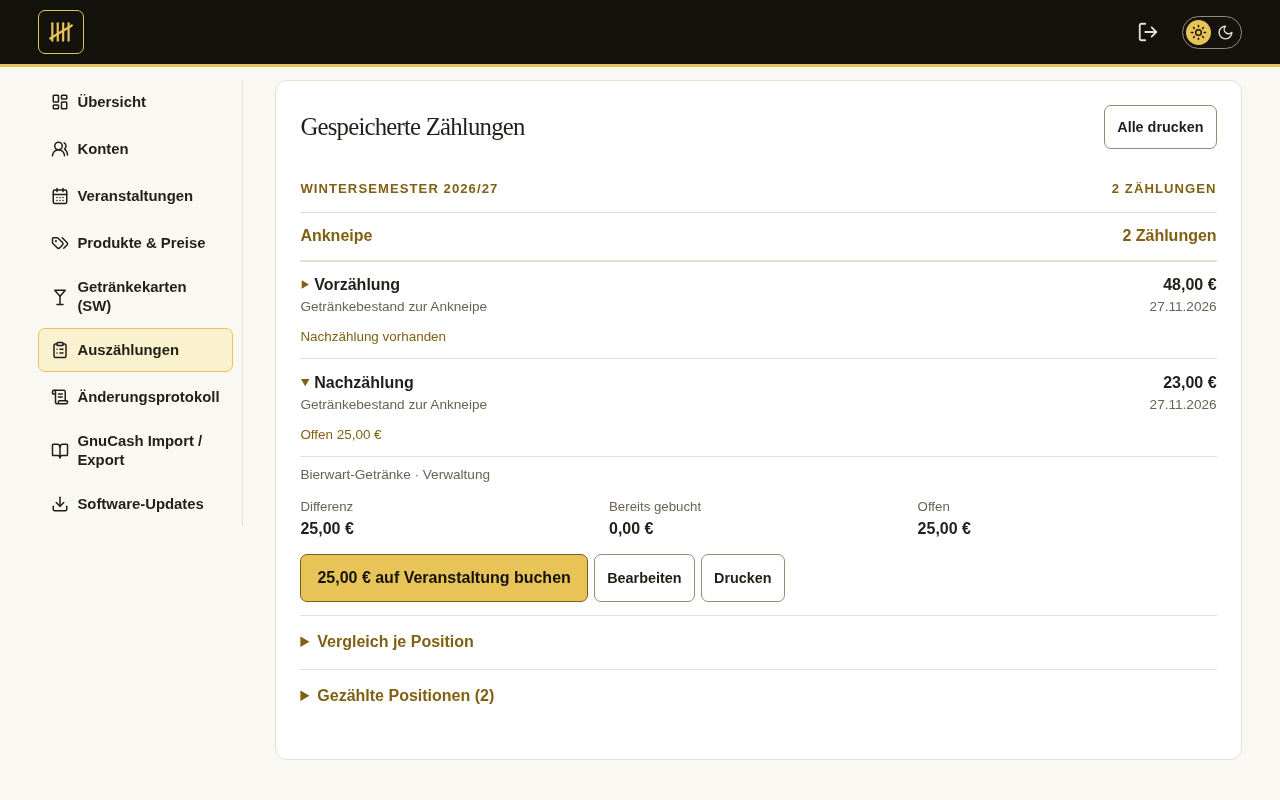 Übersicht
Konten
Veranstaltungen
Produkte & Preise
Getränkekarten
(SW)
Auszählungen
Änderungsprotokoll
GnuCash Import /
Export
Software-Updates
Gespeicherte Zählungen
Alle drucken
WINTERSEMESTER 2026/27
2 ZÄHLUNGEN
Ankneipe
2 Zählungen
Vorzählung
48,00 €
Getränkebestand zur Ankneipe
27.11.2026
Nachzählung vorhanden
Nachzählung
23,00 €
Getränkebestand zur Ankneipe
27.11.2026
Offen 25,00 €
Bierwart-Getränke · Verwaltung
Differenz
Bereits gebucht
Offen
25,00 €
0,00 €
25,00 €
25,00 € auf Veranstaltung buchen
Bearbeiten
Drucken
Vergleich je Position
Gezählte Positionen (2)